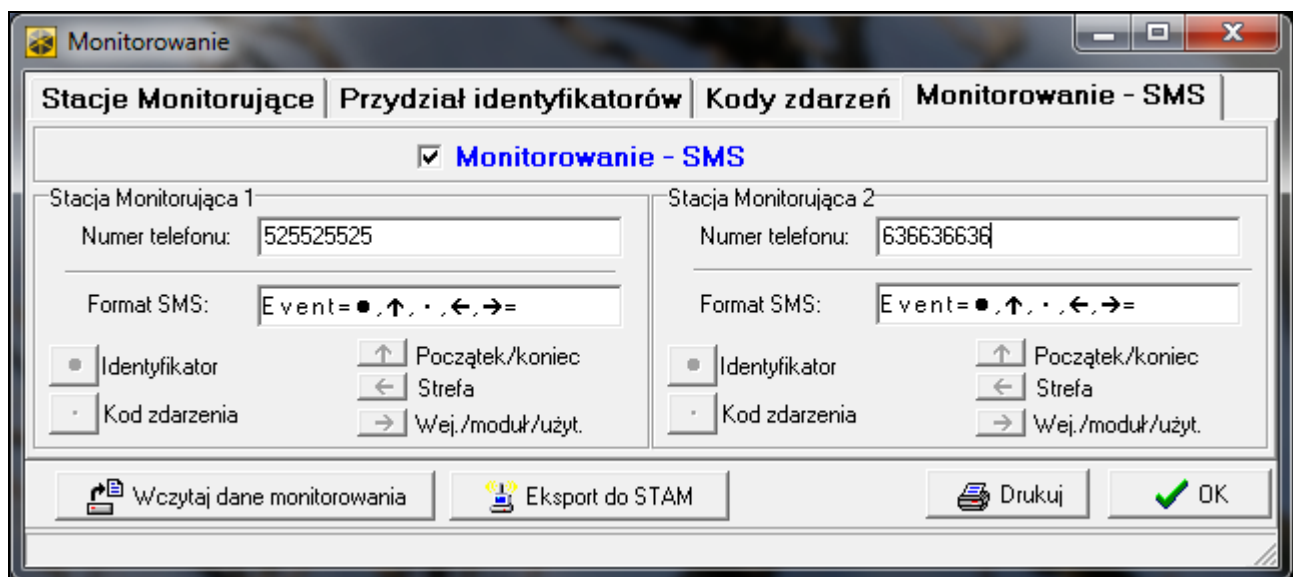 Monitorowanie
Stacje Monitorujące Przydział identyfikatorów Kody zdarzeń Monitorowanie - SMS
Monitorowanie - SMS
Stacja Monitorująca 1
Numer telefonu: 525525525
Format SMS: Event=●,↑,·,←,→=
Identyfikator
Kod zdarzenia
Początek/koniec
Strefa
Wej./moduł/użyt.
Stacja Monitorująca 2
Numer telefonu: 636636636
Format SMS: Event=●,↑,·,←,→=
Identyfikator
Kod zdarzenia
Początek/koniec
Strefa
Wej./moduł/użyt.
Wczytaj dane monitorowania Eksport do STAM Drukuj OK